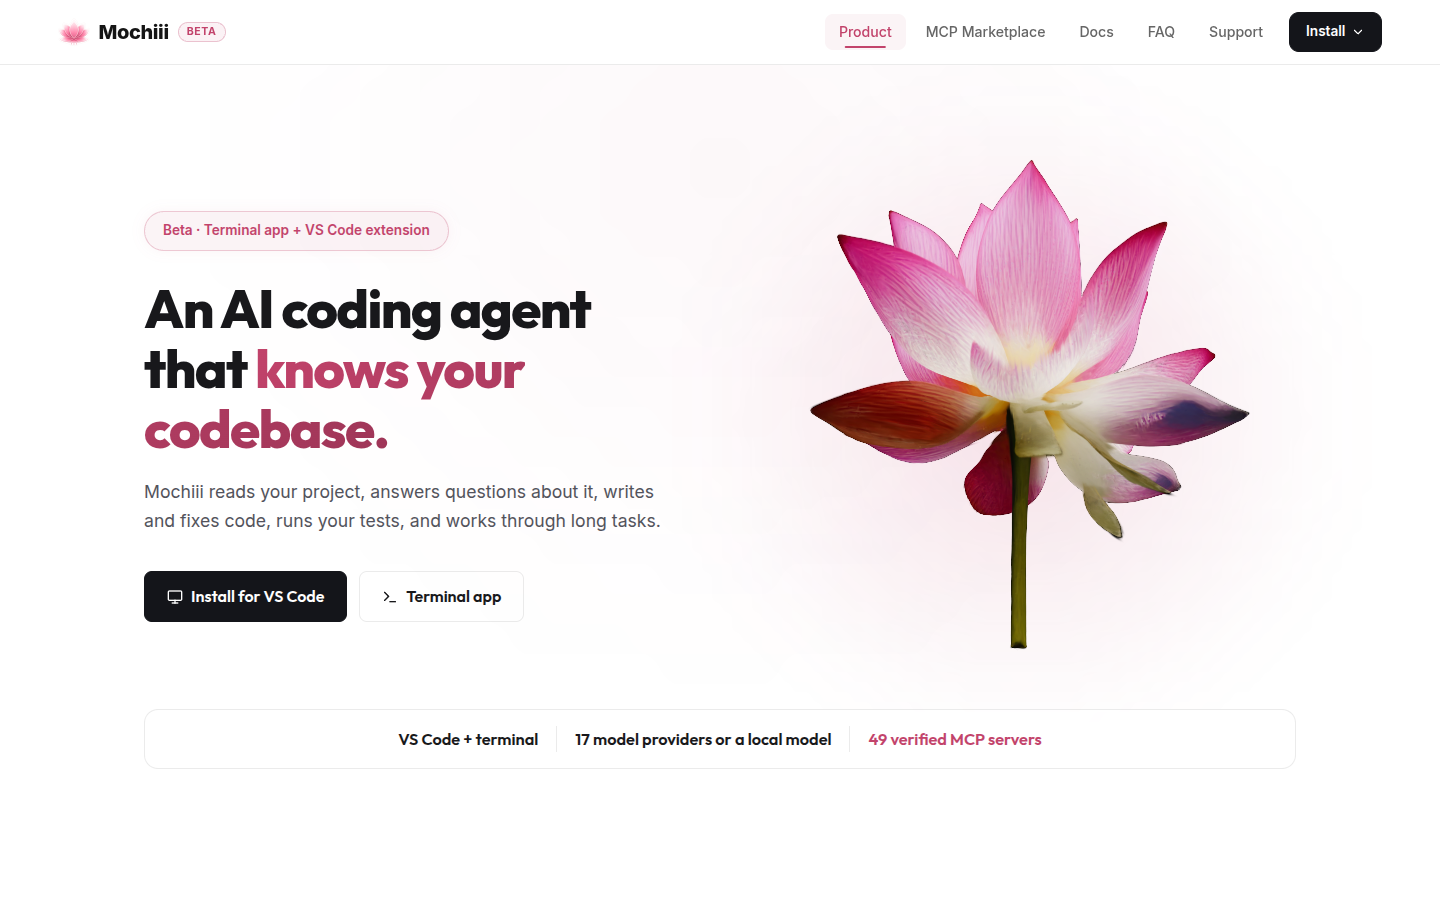 Mochiii BETA
Product MCP Marketplace Docs FAQ Support Install
Beta · Terminal app + VS Code extension
An AI coding agent
that knows your
codebase.
Mochiii reads your project, answers questions about it, writes
and fixes code, runs your tests, and works through long tasks.
Install for VS Code Terminal app
VS Code + terminal 17 model providers or a local model 49 verified MCP servers